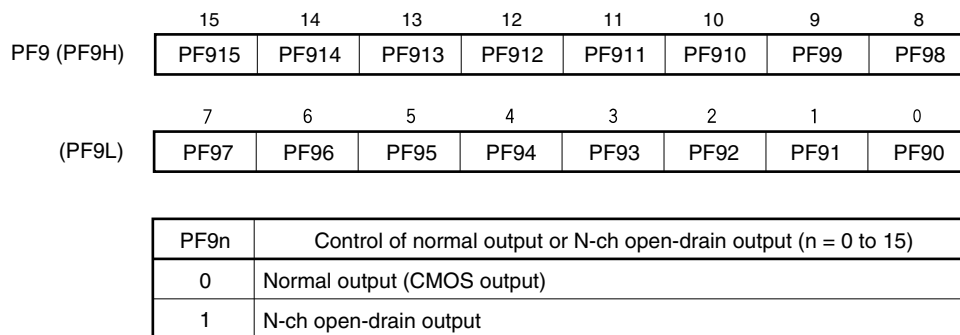 15 14 13 12 11 10 9 8
PF9 (PF9H) PF915 PF914 PF913 PF912 PF911 PF910 PF99 PF98
7 6 5 4 3 2 1 0
(PF9L) PF97 PF96 PF95 PF94 PF93 PF92 PF91 PF90
PF9n Control of normal output or N-ch open-drain output (n = 0 to 15)
0 Normal output (CMOS output)
1 N-ch open-drain output